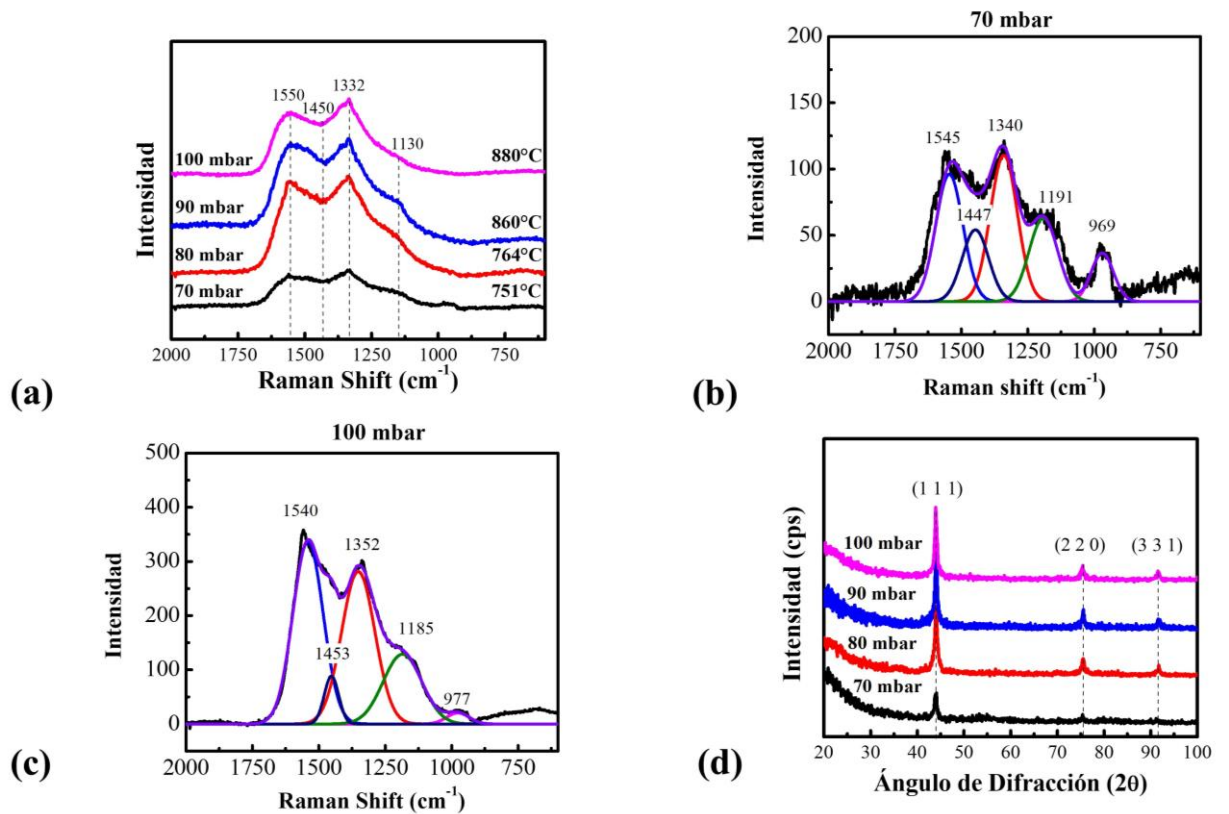 1550
1332
1450
1130
100 mbar
880°C
90 mbar
860°C
80 mbar
764°C
70 mbar
751°C
Intensidad
2000 1750 1500 1250 1000 750
Raman Shift (cm⁻¹)
(a)
70 mbar
200
150
100
50
0
1545
1340
1447
1191
969
Intensidad
2000 1750 1500 1250 1000 750
Raman shift (cm⁻¹)
(b)
100 mbar
500
400
300
200
100
0
1540
1352
1453
1185
977
Intensidad
2000 1750 1500 1250 1000 750
Raman Shift (cm⁻¹)
(c)
(1 1 1)
(2 2 0)
(3 3 1)
100 mbar
90 mbar
80 mbar
70 mbar
Intensidad (cps)
20 30 40 50 60 70 80 90 100
Ángulo de Difracción (2θ)
(d)